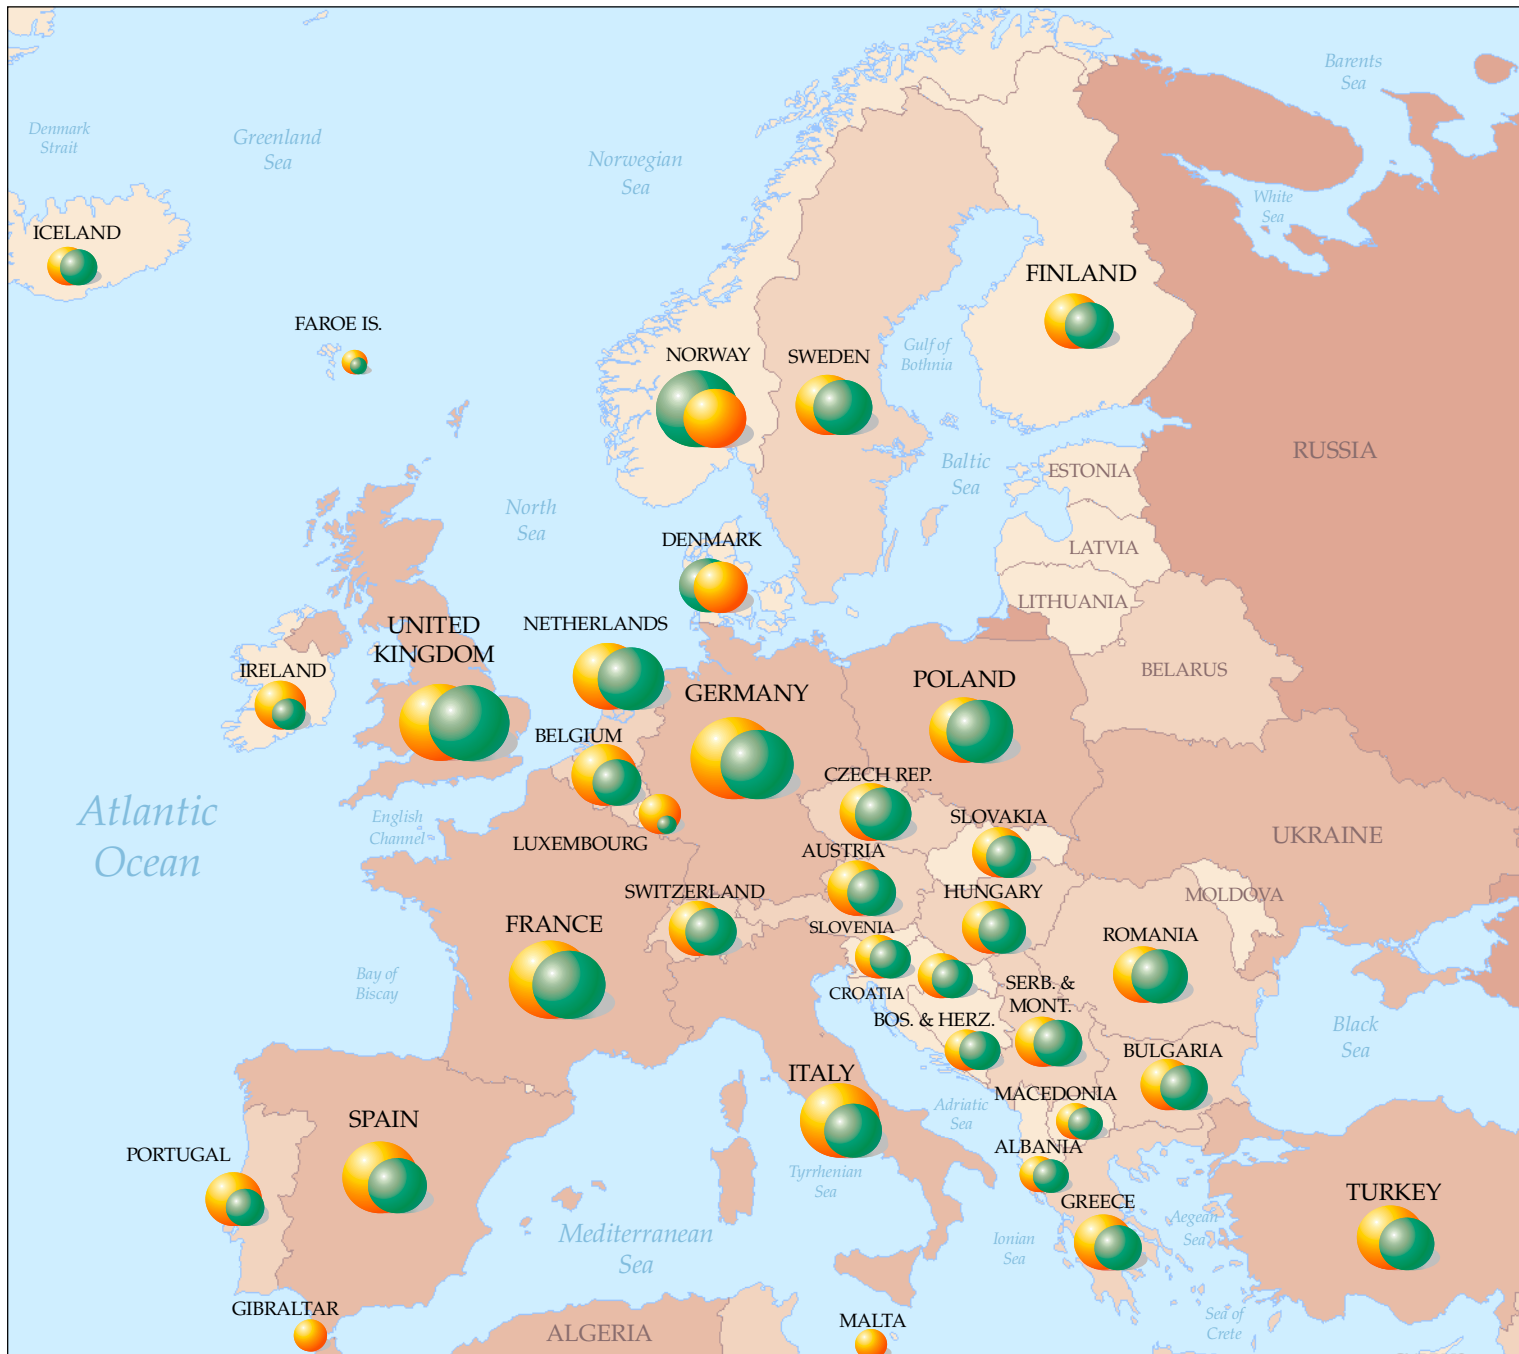 Barents
Sea
Denmark
Strait
Greenland
Sea
Norwegian
Sea
White
Sea
ICELAND
FINLAND
FAROE IS.
NORWAY
SWEDEN
Gulf of
Bothnia
RUSSIA
Baltic
Sea
ESTONIA
North
Sea
DENMARK
LATVIA
LITHUANIA
NETHERLANDS
UNITED
KINGDOM
IRELAND
BELARUS
POLAND
GERMANY
BELGIUM
CZECH REP.
Atlantic
Ocean
English
Channel
SLOVAKIA
UKRAINE
LUXEMBOURG
AUSTRIA
SWITZERLAND
HUNGARY
MOLDOVA
FRANCE
SLOVENIA
ROMANIA
Bay of
Biscay
CROATIA
SERB. &
MONT.
BOS. & HERZ.
Black
Sea
BULGARIA
ITALY
MACEDONIA
Adriatic
Sea
SPAIN
ALBANIA
PORTUGAL
Tyrrhenian
Sea
TURKEY
GREECE
Aegean
Sea
Mediterranean
Sea
Ionian
Sea
GIBRALTAR
MALTA
Sea of
Crete
ALGERIA